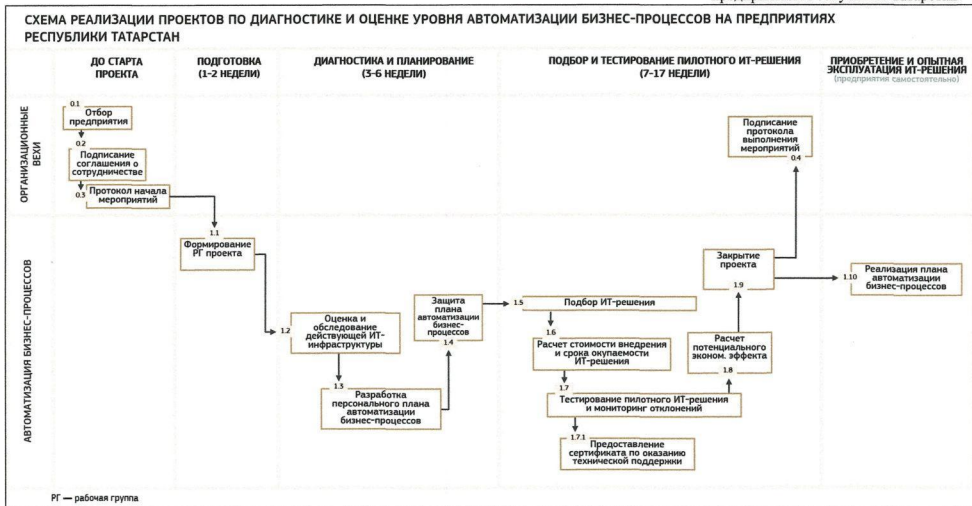 СХЕМА РЕАЛИЗАЦИИ ПРОЕКТОВ ПО ДИАГНОСТИКЕ И ОЦЕНКЕ УРОВНЯ АВТОМАТИЗАЦИИ БИЗНЕС-ПРОЦЕССОВ НА ПРЕДПРИЯТИЯХ
РЕСПУБЛИКИ ТАТАРСТАН
ДО СТАРТА
ПРОЕКТА
ПОДГОТОВКА
(1-2 НЕДЕЛИ)
ДИАГНОСТИКА И ПЛАНИРОВАНИЕ
(3-6 НЕДЕЛИ)
ПОДБОР И ТЕСТИРОВАНИЕ ПИЛОТНОГО ИТ-РЕШЕНИЯ
(7-17 НЕДЕЛИ)
ПРИОБРЕТЕНИЕ И ОПЫТНАЯ
ЭКСПЛУАТАЦИЯ ИТ-РЕШЕНИЯ
(предприятия самостоятельно)
ОРГАНИЗАЦИОННЫЕ
ВЕХИ
0.1
Отбор
предприятия
0.2
Подписание
соглашения о
сотрудничестве
0.3
Протокол начала
мероприятий
Подписание
протокола
выполнения
мероприятий
0.4
АВТОМАТИЗАЦИЯ БИЗНЕС-ПРОЦЕССОВ
1.1
Формирование
РГ проекта
1.2
Оценка и
обследование
действующей ИТ-
инфраструктуры
1.3
Разработка
персонального плана
автоматизации
бизнес-процессов
Защита
плана
автоматизации
бизнес-
процессов
1.4
1.5
Подбор ИТ-решения
1.6
Расчет стоимости внедрения
и срока окупаемости
ИТ-решения
1.7
Тестирование пилотного ИТ-решения
и мониторинг отклонений
1.7.1
Предоставление
сертификата по оказанию
технической поддержки
Расчет
потенциального
эконом. эффекта
1.8
Закрытие
проекта
1.9
1.10
Реализация плана
автоматизации
бизнес-процессов
РГ — рабочая группа